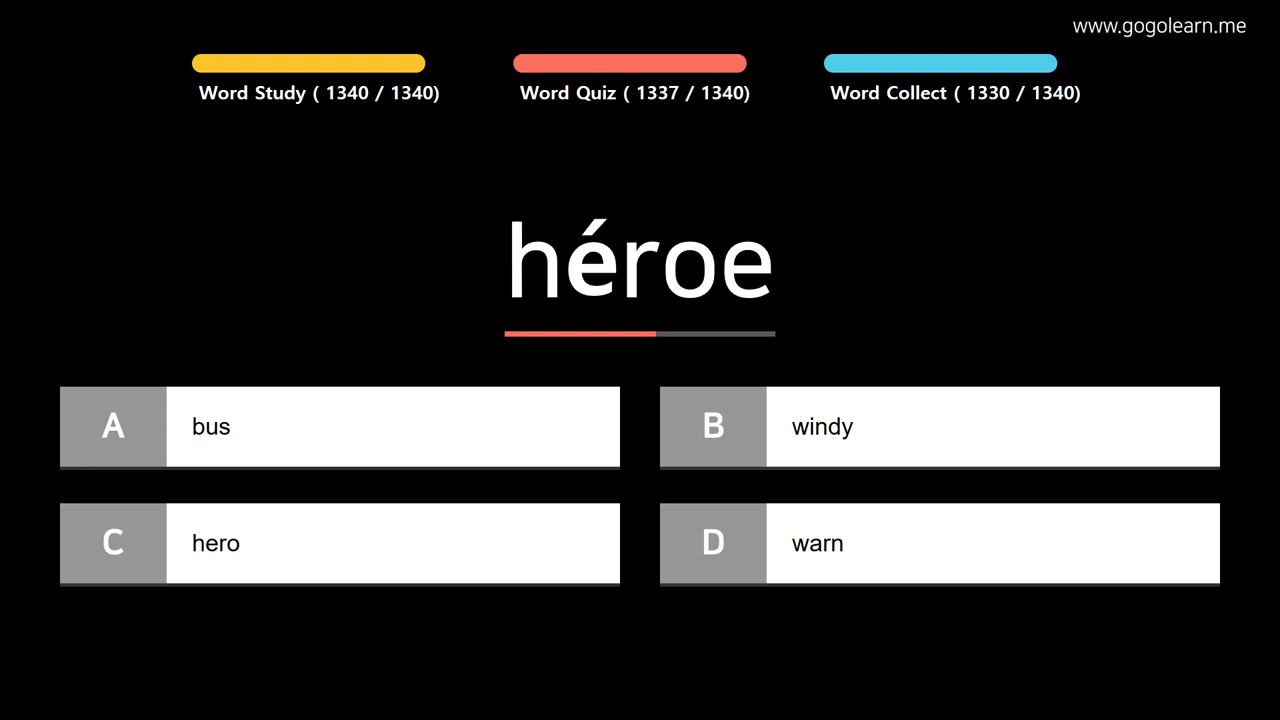 www.gogolearn.me
Word Study ( 1340 / 1340)
Word Quiz ( 1337 / 1340)
Word Collect ( 1330 / 1340)
héroe
A bus
B windy
C hero
D warn